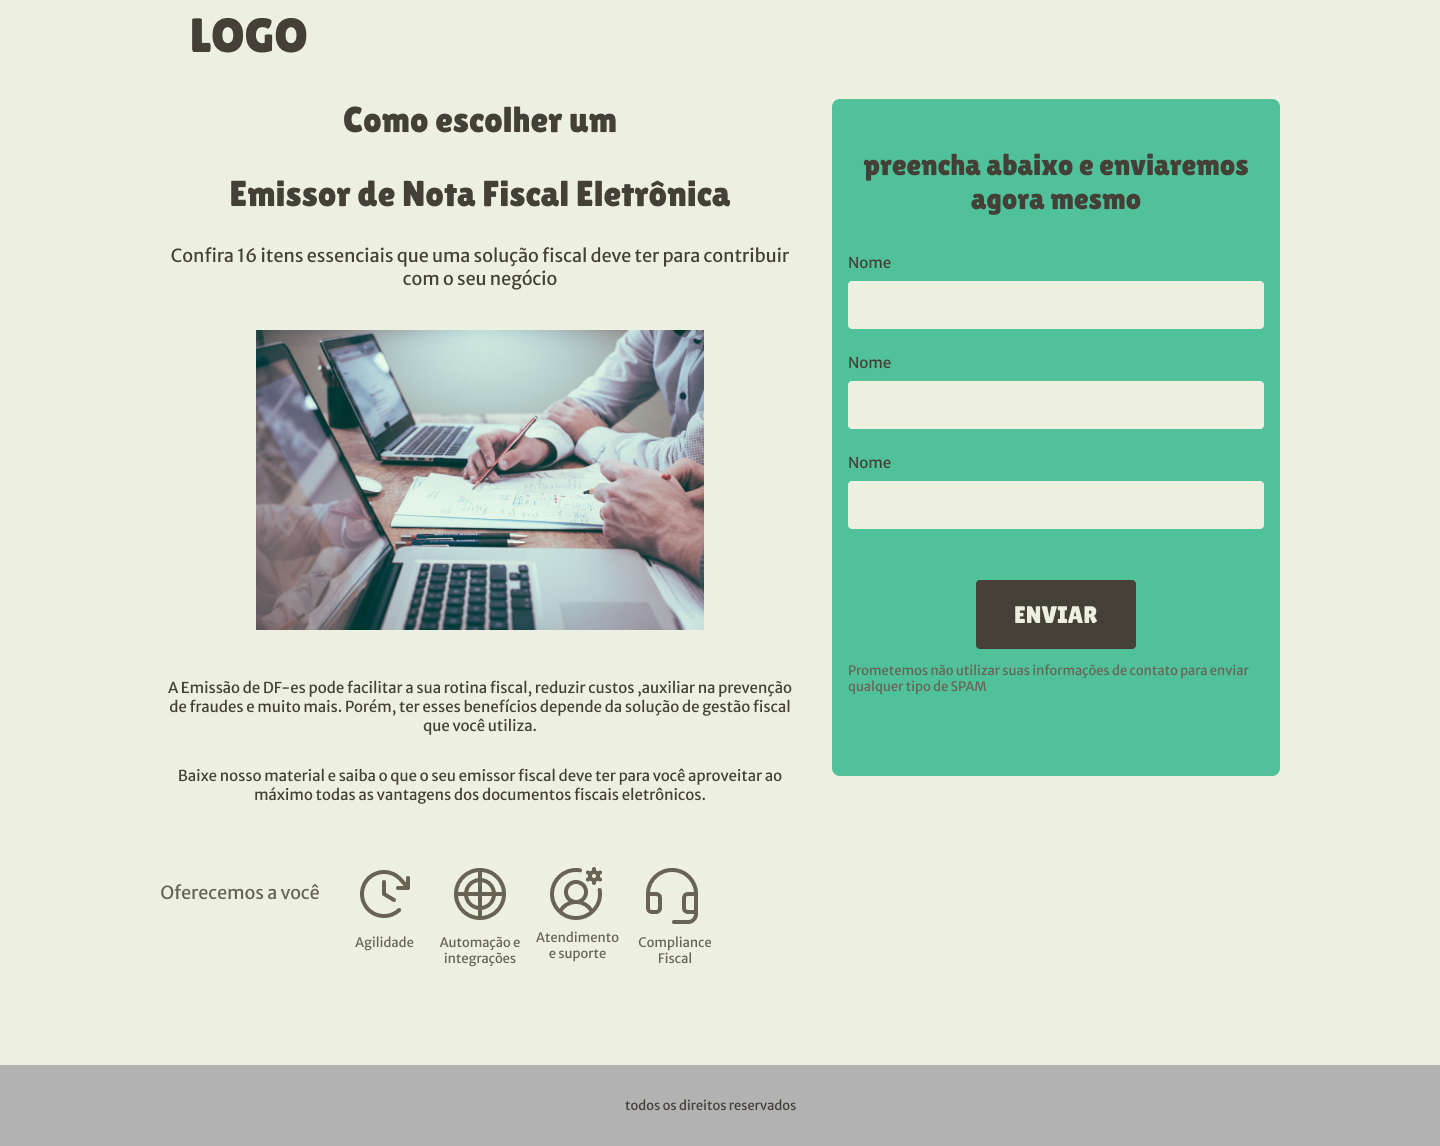 LOGO
Como escolher um
Emissor de Nota Fiscal Eletrônica
Confira 16 itens essenciais que uma solução fiscal deve ter para contribuir
com o seu negócio
A Emissão de DF-es pode facilitar a sua rotina fiscal, reduzir custos ,auxiliar na prevenção
de fraudes e muito mais. Porém, ter esses benefícios depende da solução de gestão fiscal
que você utiliza.
Baixe nosso material e saiba o que o seu emissor fiscal deve ter para você aproveitar ao
máximo todas as vantagens dos documentos fiscais eletrônicos.
Oferecemos a você
Agilidade
Automação e
integrações
Atendimento
e suporte
Compliance
Fiscal
preencha abaixo e enviaremos
agora mesmo
Nome
Nome
Nome
ENVIAR
Prometemos não utilizar suas informações de contato para enviar
qualquer tipo de SPAM
todos os direitos reservados